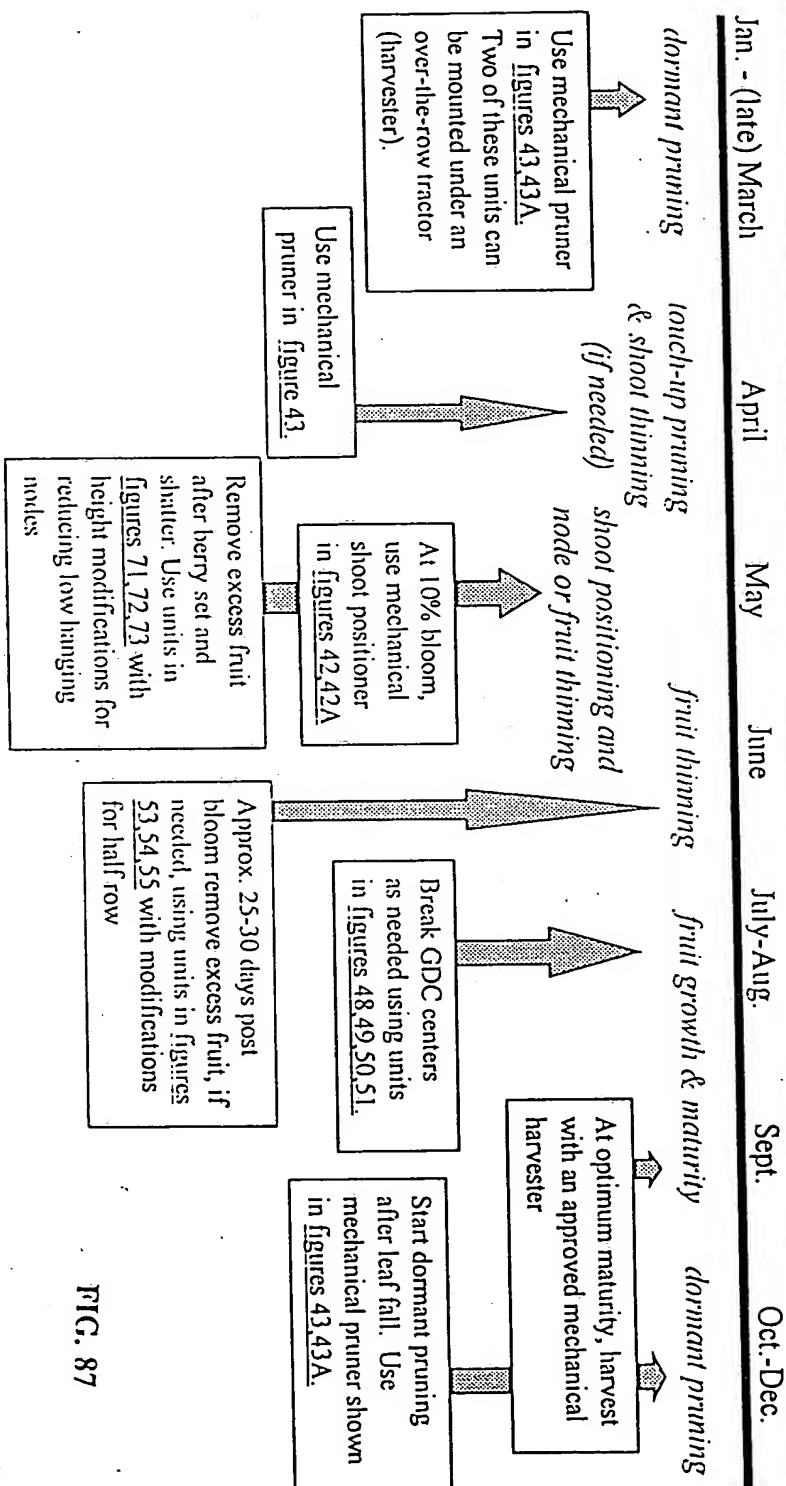 Jan. - (late) March
April
May
June
July-Aug.
Sept.
Oct.-Dec.
dormant pruning
touch-up pruning
& shoot thinning
(if needed)
shoot positioning and
node or fruit thinning
fruit thinning
fruit growth & maturity
dormant pruning
Use mechanical pruner
in figures 43,43A.
Two of these units can
be mounted under an
over-the-row tractor
(harvester).
Use mechanical
pruner in figure 43.
At 10% bloom,
use mechanical
shoot positioner
in figures 42,42A
Remove excess fruit
after berry set and
shatter. Use units in
figures 71,72,73 with
height modifications for
reducing low hanging
nodes
Approx. 25-30 days post
bloom remove excess fruit, if
needed, using units in figures
53,54,55 with modifications
for half row
Break GDC centers
as needed using units
in figures 48,49,50,51.
At optimum maturity, harvest
with an approved mechanical
harvester
Start dormant pruning
after leaf fall. Use
mechanical pruner shown
in figures 43,43A.
FIG. 87